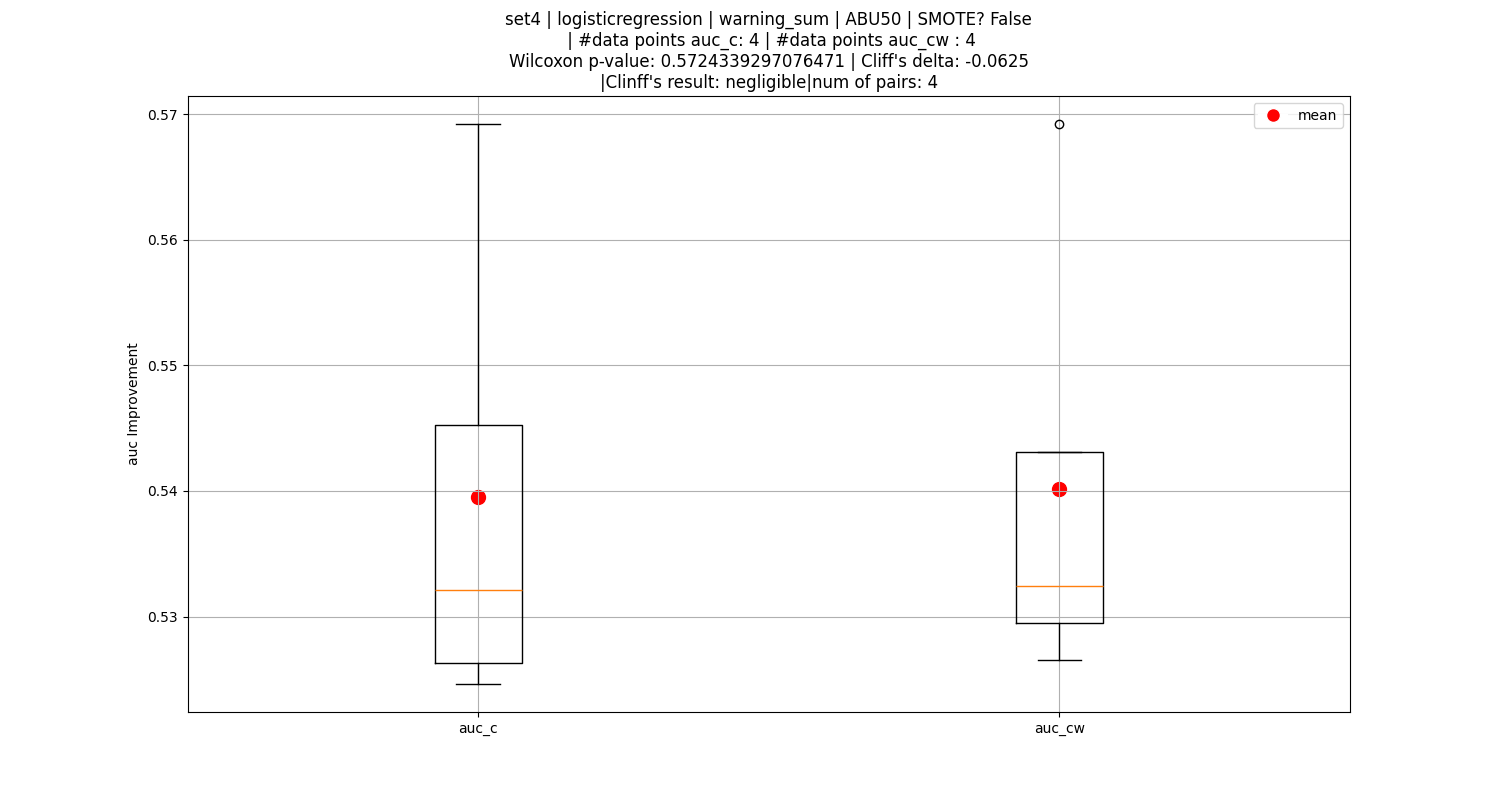 set4 | logisticregression | warning_sum | ABU50 | SMOTE? False
| #data points auc_c: 4 | #data points auc_cw : 4
Wilcoxon p-value: 0.5724339297076471 | Cliff's delta: -0.0625
|Clinff's result: negligible|num of pairs: 4
mean
0.57
0.56
0.55
0.54
0.53
auc Improvement
auc_c
auc_cw